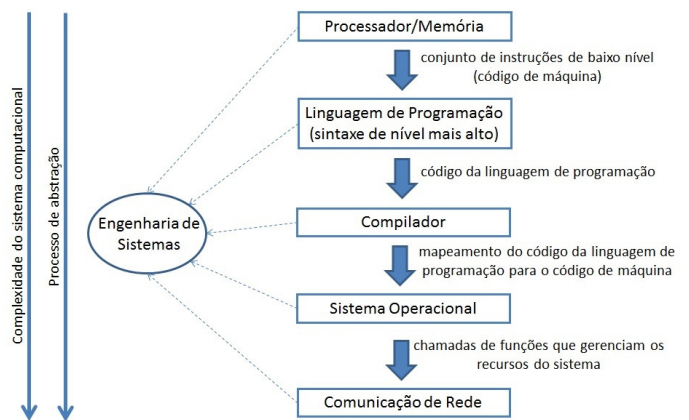 Complexidade do sistema computacional
Processo de abstração
Engenharia de
Sistemas
Processador/Memória
conjunto de instruções de baixo nível
(código de máquina)
Linguagem de Programação
(sintaxe de nível mais alto)
código da linguagem de programação
Compilador
mapeamento do código da linguagem de
programação para o código de máquina
Sistema Operacional
chamadas de funções que gerenciam os
recursos do sistema
Comunicação de Rede